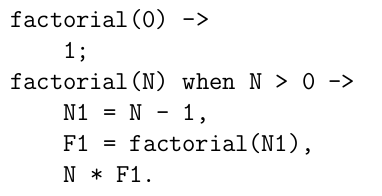 factorial(0) ->
    1;
factorial(N) when N > 0 ->
    N1 = N - 1,
    F1 = factorial(N1),
    N * F1.